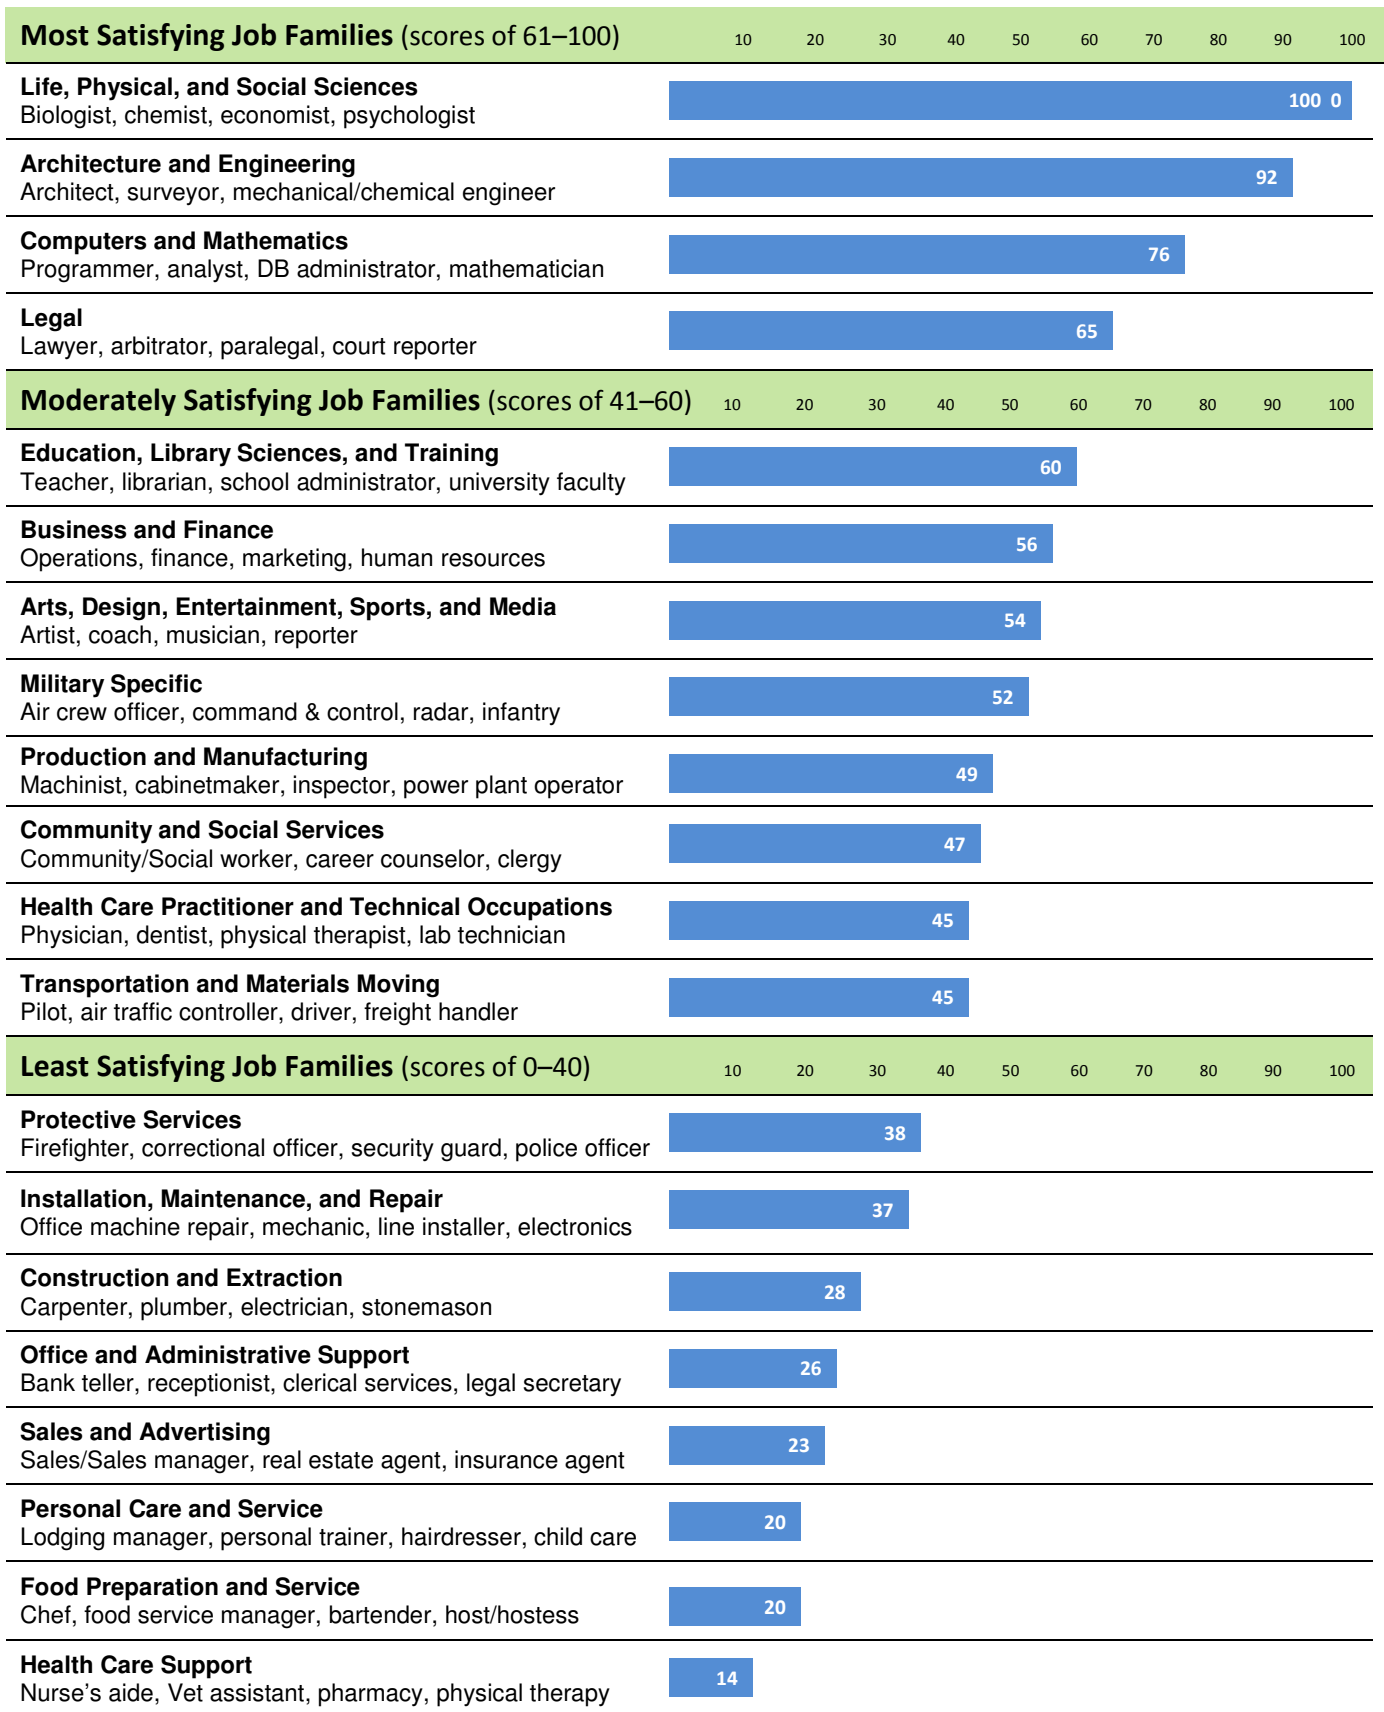 Most Satisfying Job Families (scores of 61–100) 10 20 30 40 50 60 70 80 90 100
Life, Physical, and Social Sciences
Biologist, chemist, economist, psychologist
100 0
Architecture and Engineering
Architect, surveyor, mechanical/chemical engineer
92
Computers and Mathematics
Programmer, analyst, DB administrator, mathematician
76
Legal
Lawyer, arbitrator, paralegal, court reporter
65
Moderately Satisfying Job Families (scores of 41–60) 10 20 30 40 50 60 70 80 90 100
Education, Library Sciences, and Training
Teacher, librarian, school administrator, university faculty
60
Business and Finance
Operations, finance, marketing, human resources
56
Arts, Design, Entertainment, Sports, and Media
Artist, coach, musician, reporter
54
Military Specific
Air crew officer, command & control, radar, infantry
52
Production and Manufacturing
Machinist, cabinetmaker, inspector, power plant operator
49
Community and Social Services
Community/Social worker, career counselor, clergy
47
Health Care Practitioner and Technical Occupations
Physician, dentist, physical therapist, lab technician
45
Transportation and Materials Moving
Pilot, air traffic controller, driver, freight handler
45
Least Satisfying Job Families (scores of 0–40) 10 20 30 40 50 60 70 80 90 100
Protective Services
Firefighter, correctional officer, security guard, police officer
38
Installation, Maintenance, and Repair
Office machine repair, mechanic, line installer, electronics
37
Construction and Extraction
Carpenter, plumber, electrician, stonemason
28
Office and Administrative Support
Bank teller, receptionist, clerical services, legal secretary
26
Sales and Advertising
Sales/Sales manager, real estate agent, insurance agent
23
Personal Care and Service
Lodging manager, personal trainer, hairdresser, child care
20
Food Preparation and Service
Chef, food service manager, bartender, host/hostess
20
Health Care Support
Nurse’s aide, Vet assistant, pharmacy, physical therapy
14